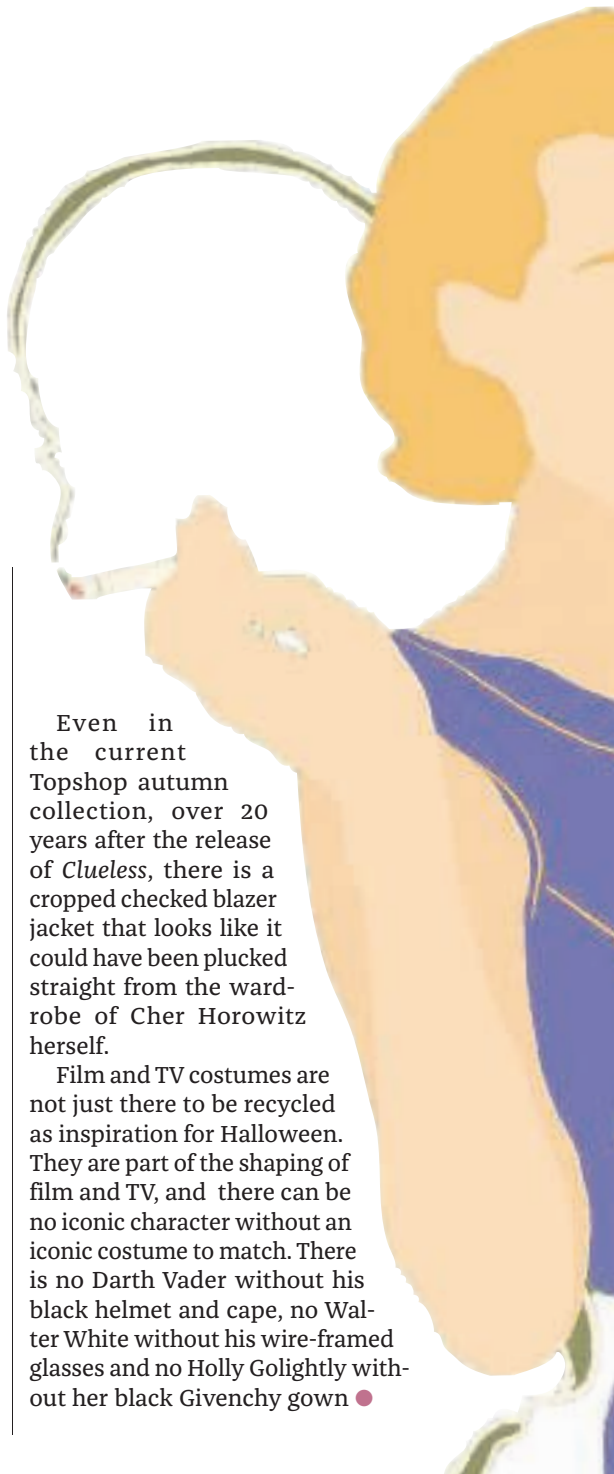 Even in
the current
Topshop autumn
collection, over 20
years after the release
of Clueless, there is a
cropped checked blazer
jacket that looks like it
could have been plucked
straight from the ward-
robe of Cher Horowitz
herself.
Film and TV costumes are
not just there to be recycled
as inspiration for Halloween.
They are part of the shaping of
film and TV, and there can be
no iconic character without an
iconic costume to match. There
is no Darth Vader without his
black helmet and cape, no Wal-
ter White without his wire-framed
glasses and no Holly Golightly with-
out her black Givenchy gown ●